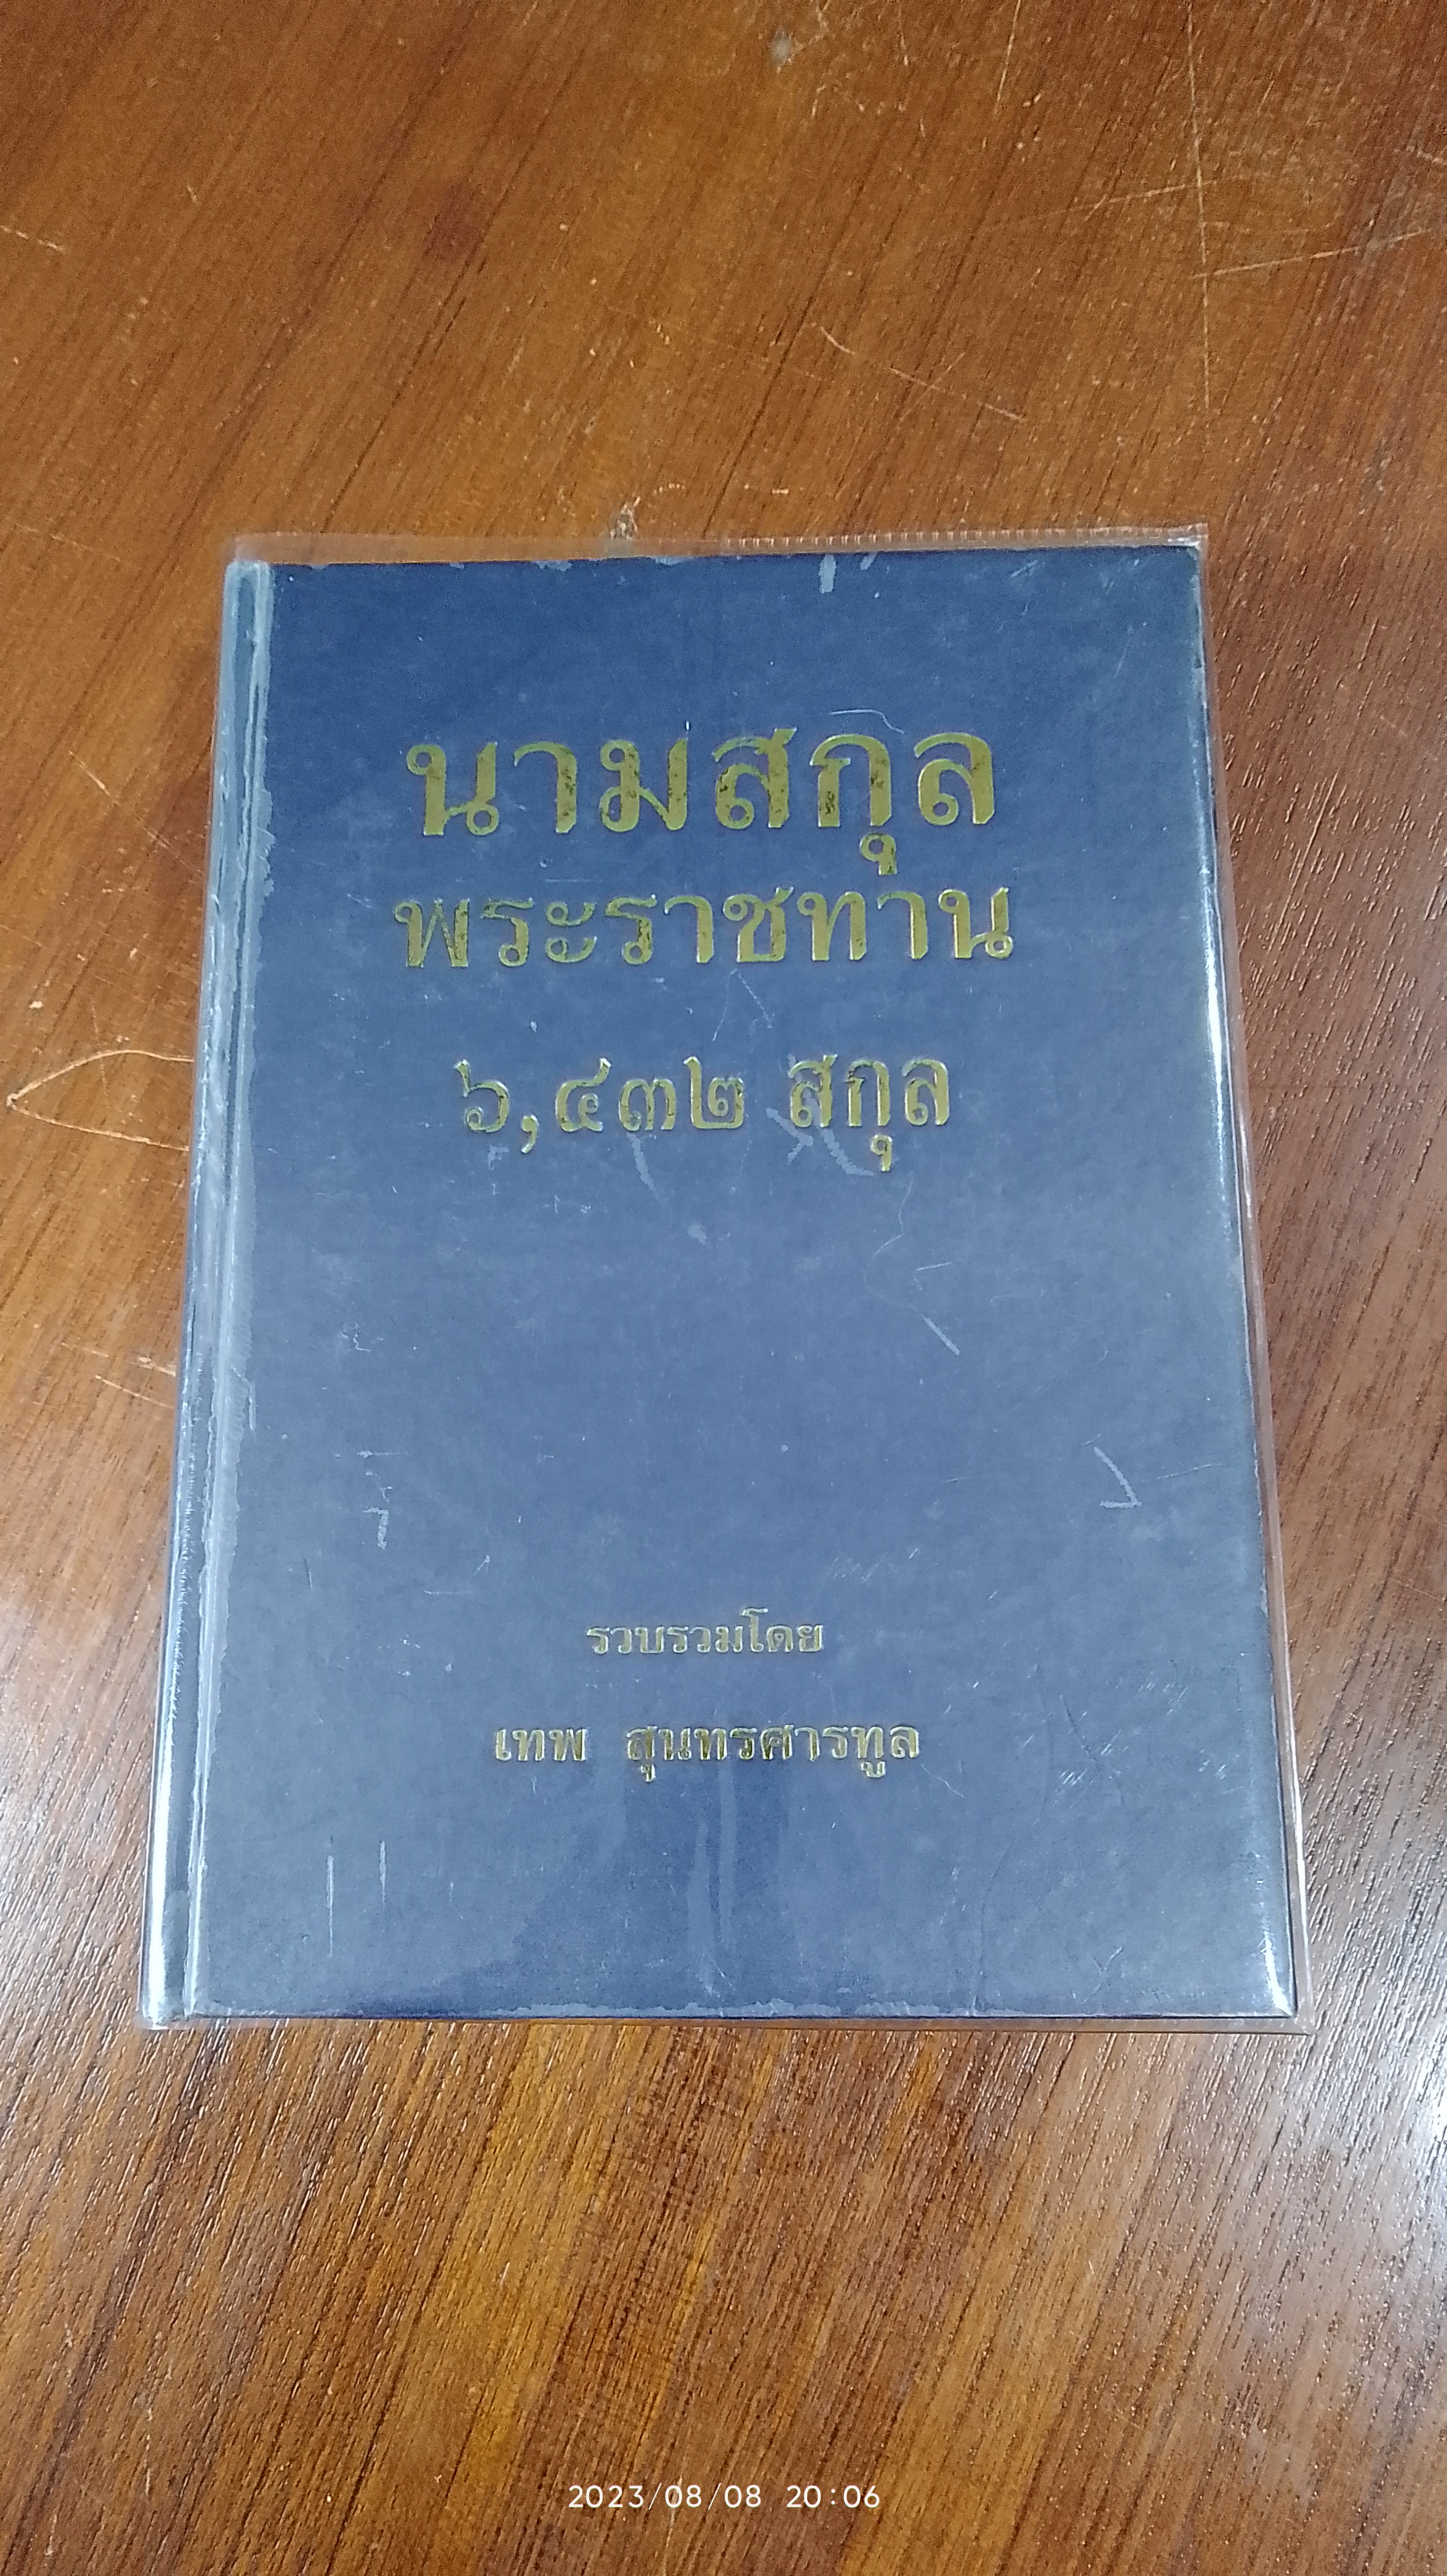 นามสกุล
พระราชทาน
๖,๔๓๒ สกุล
รวบรวมโดย
เทพ สุนทรศารทูล
2023/08/08 20:06